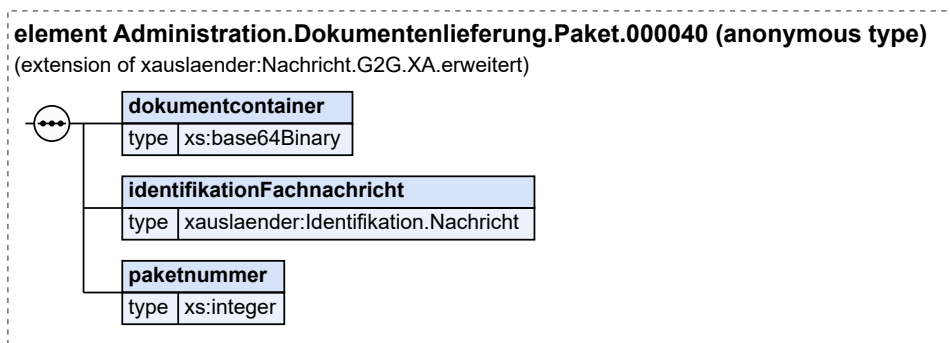 element Administration.Dokumentenlieferung.Paket.000040 (anonymous type)
(extension of xauslaender:Nachricht.G2G.XA.erweitert)
dokumentcontainer
type xs:base64Binary
identifikationFachnachricht
type xauslaender:Identifikation.Nachricht
paketnummer
type xs:integer